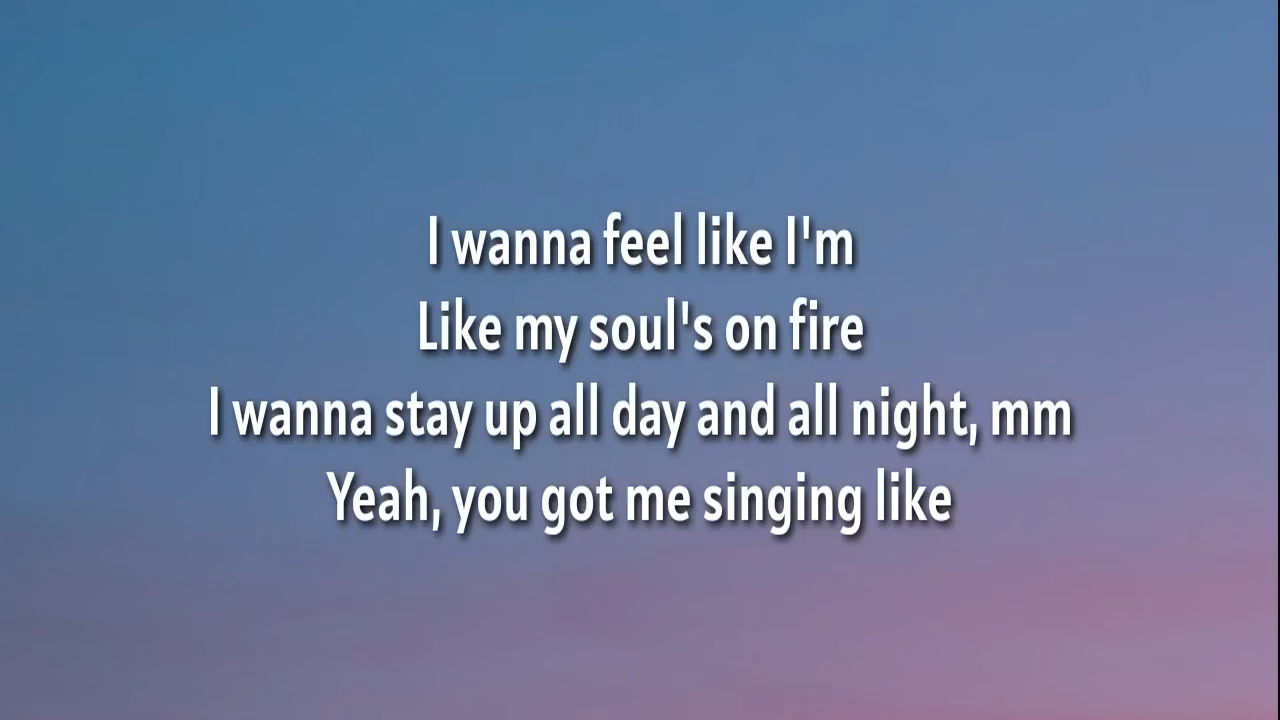 I wanna feel like I'm
Like my soul's on fire
I wanna stay up all day and all night, mm
Yeah, you got me singing like